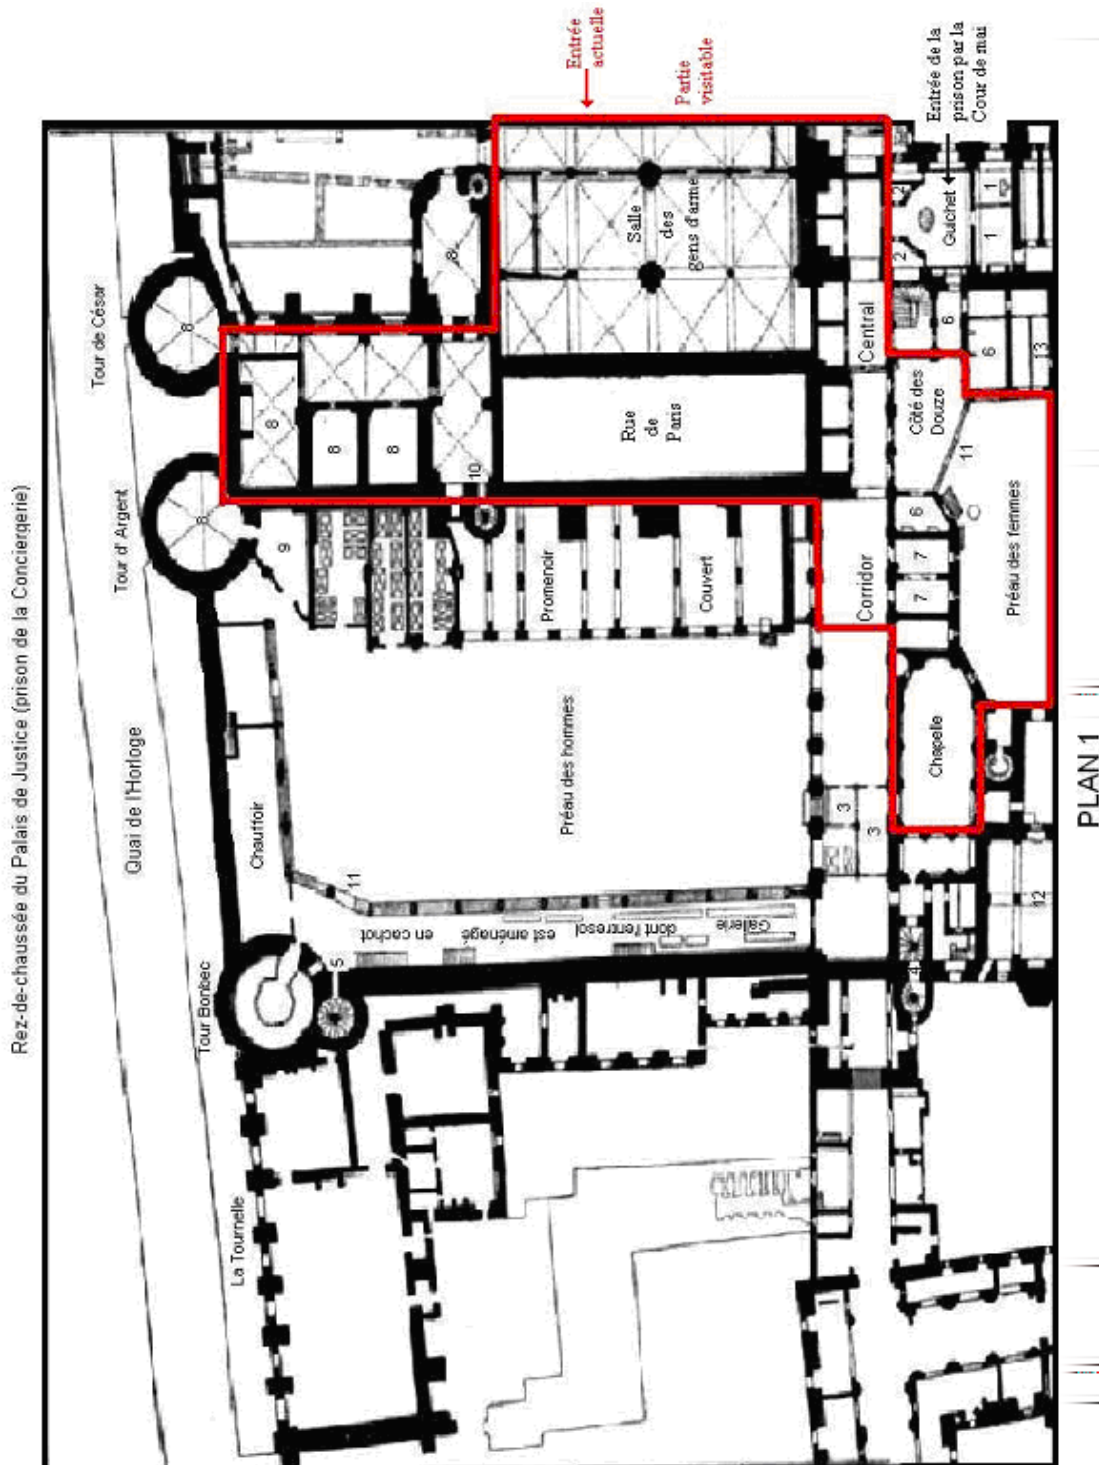 Rez-de-chaussée du Palais de Justice (prison de la Conciergerie)
Quai de l'Horloge
La Tournelle
Tour Bonbec
Tour d' Argent
Tour de César
5
Chauffoir
9
8
8
8
8
8
8
10
11
Galerie
dont l'entresol
est aménagé
en cachot
Préau des hommes
Promenoir
Couvert
Rue
de
Paris
Salle
des
gens d'arme
Entrée
actuelle
Partie
visitable
3
3
Corridor
Central
4
12
Chapelle
7
7
6
Préau des femmes
11
Côté des
Douze
6
6
13
2
2
Guichet
1
1
Entrée de la
prison par la
Cour de mai
PLAN 1